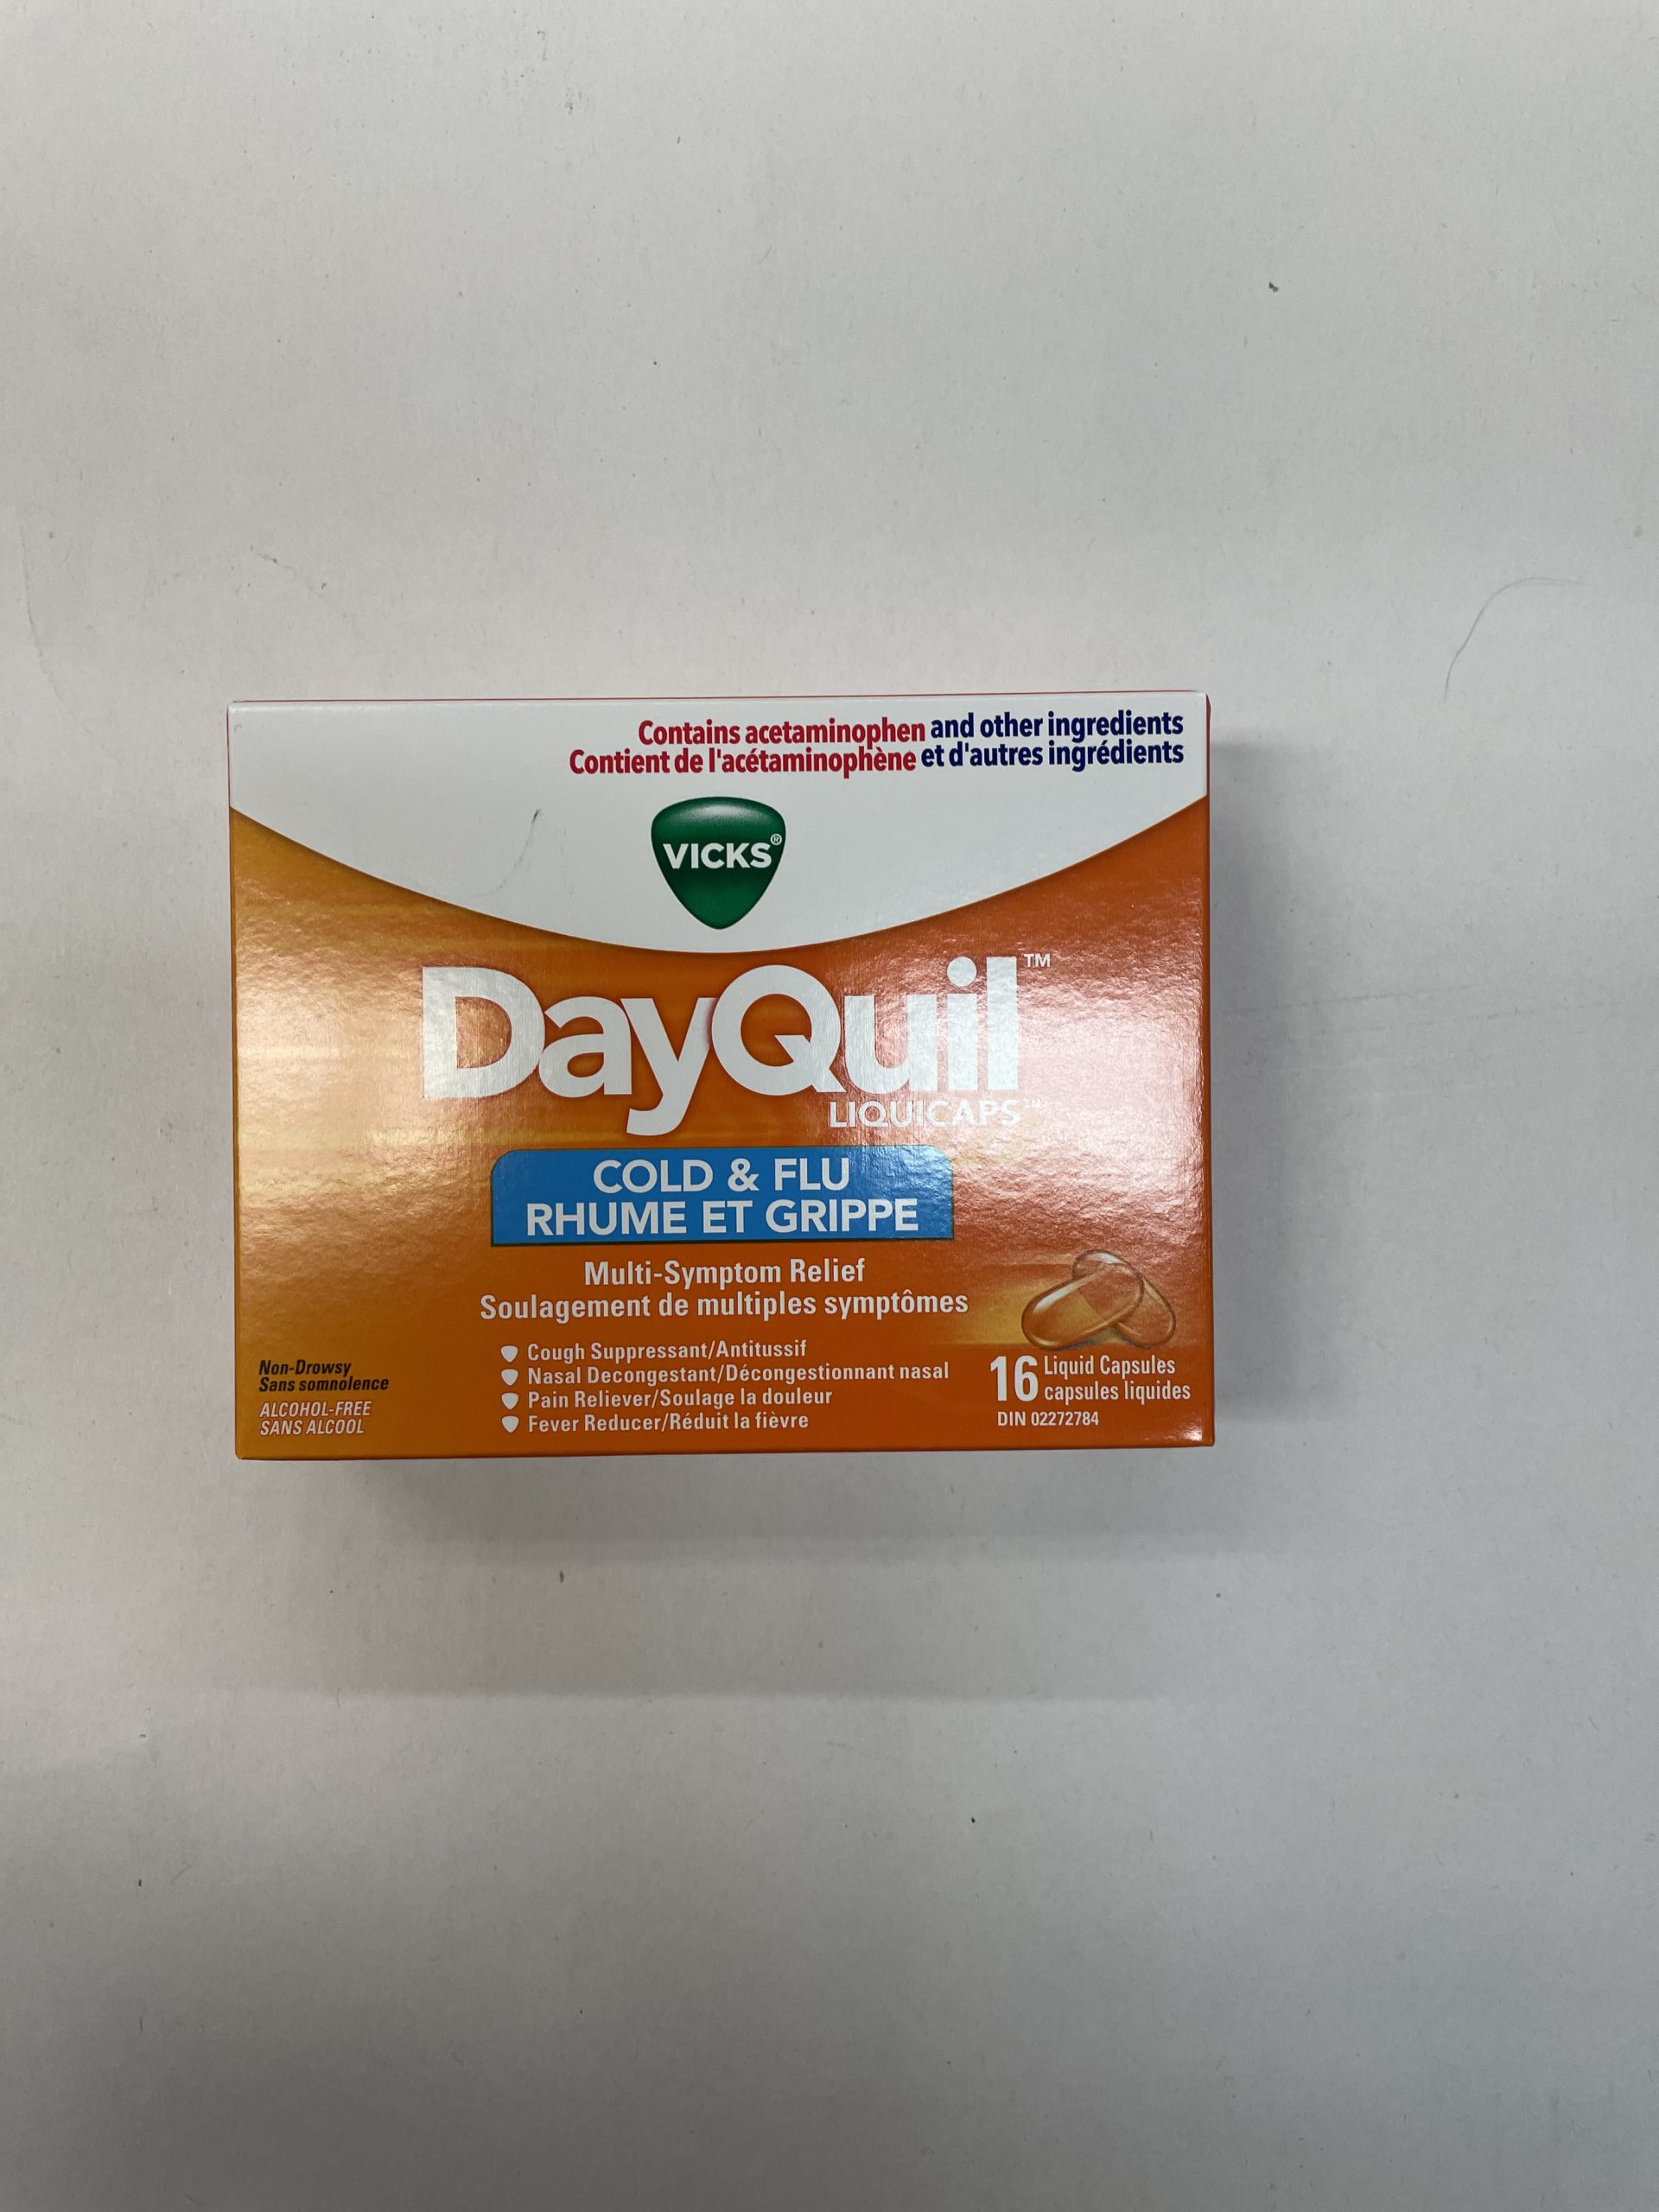 Contains acetaminophen and other ingredients
Contient de l'acétaminophène et d'autres ingrédients
VICKS®
DayQuil™
LIQUICAPS™
COLD & FLU
RHUME ET GRIPPE
Multi-Symptom Relief
Soulagement de multiples symptômes
Cough Suppressant/Antitussif
Nasal Decongestant/Décongestionnant nasal
Pain Reliever/Soulage la douleur
Fever Reducer/Réduit la fièvre
Non-Drowsy
Sans somnolence
ALCOHOL-FREE
SANS ALCOOL
16 Liquid Capsules
capsules liquides
DIN 02272784